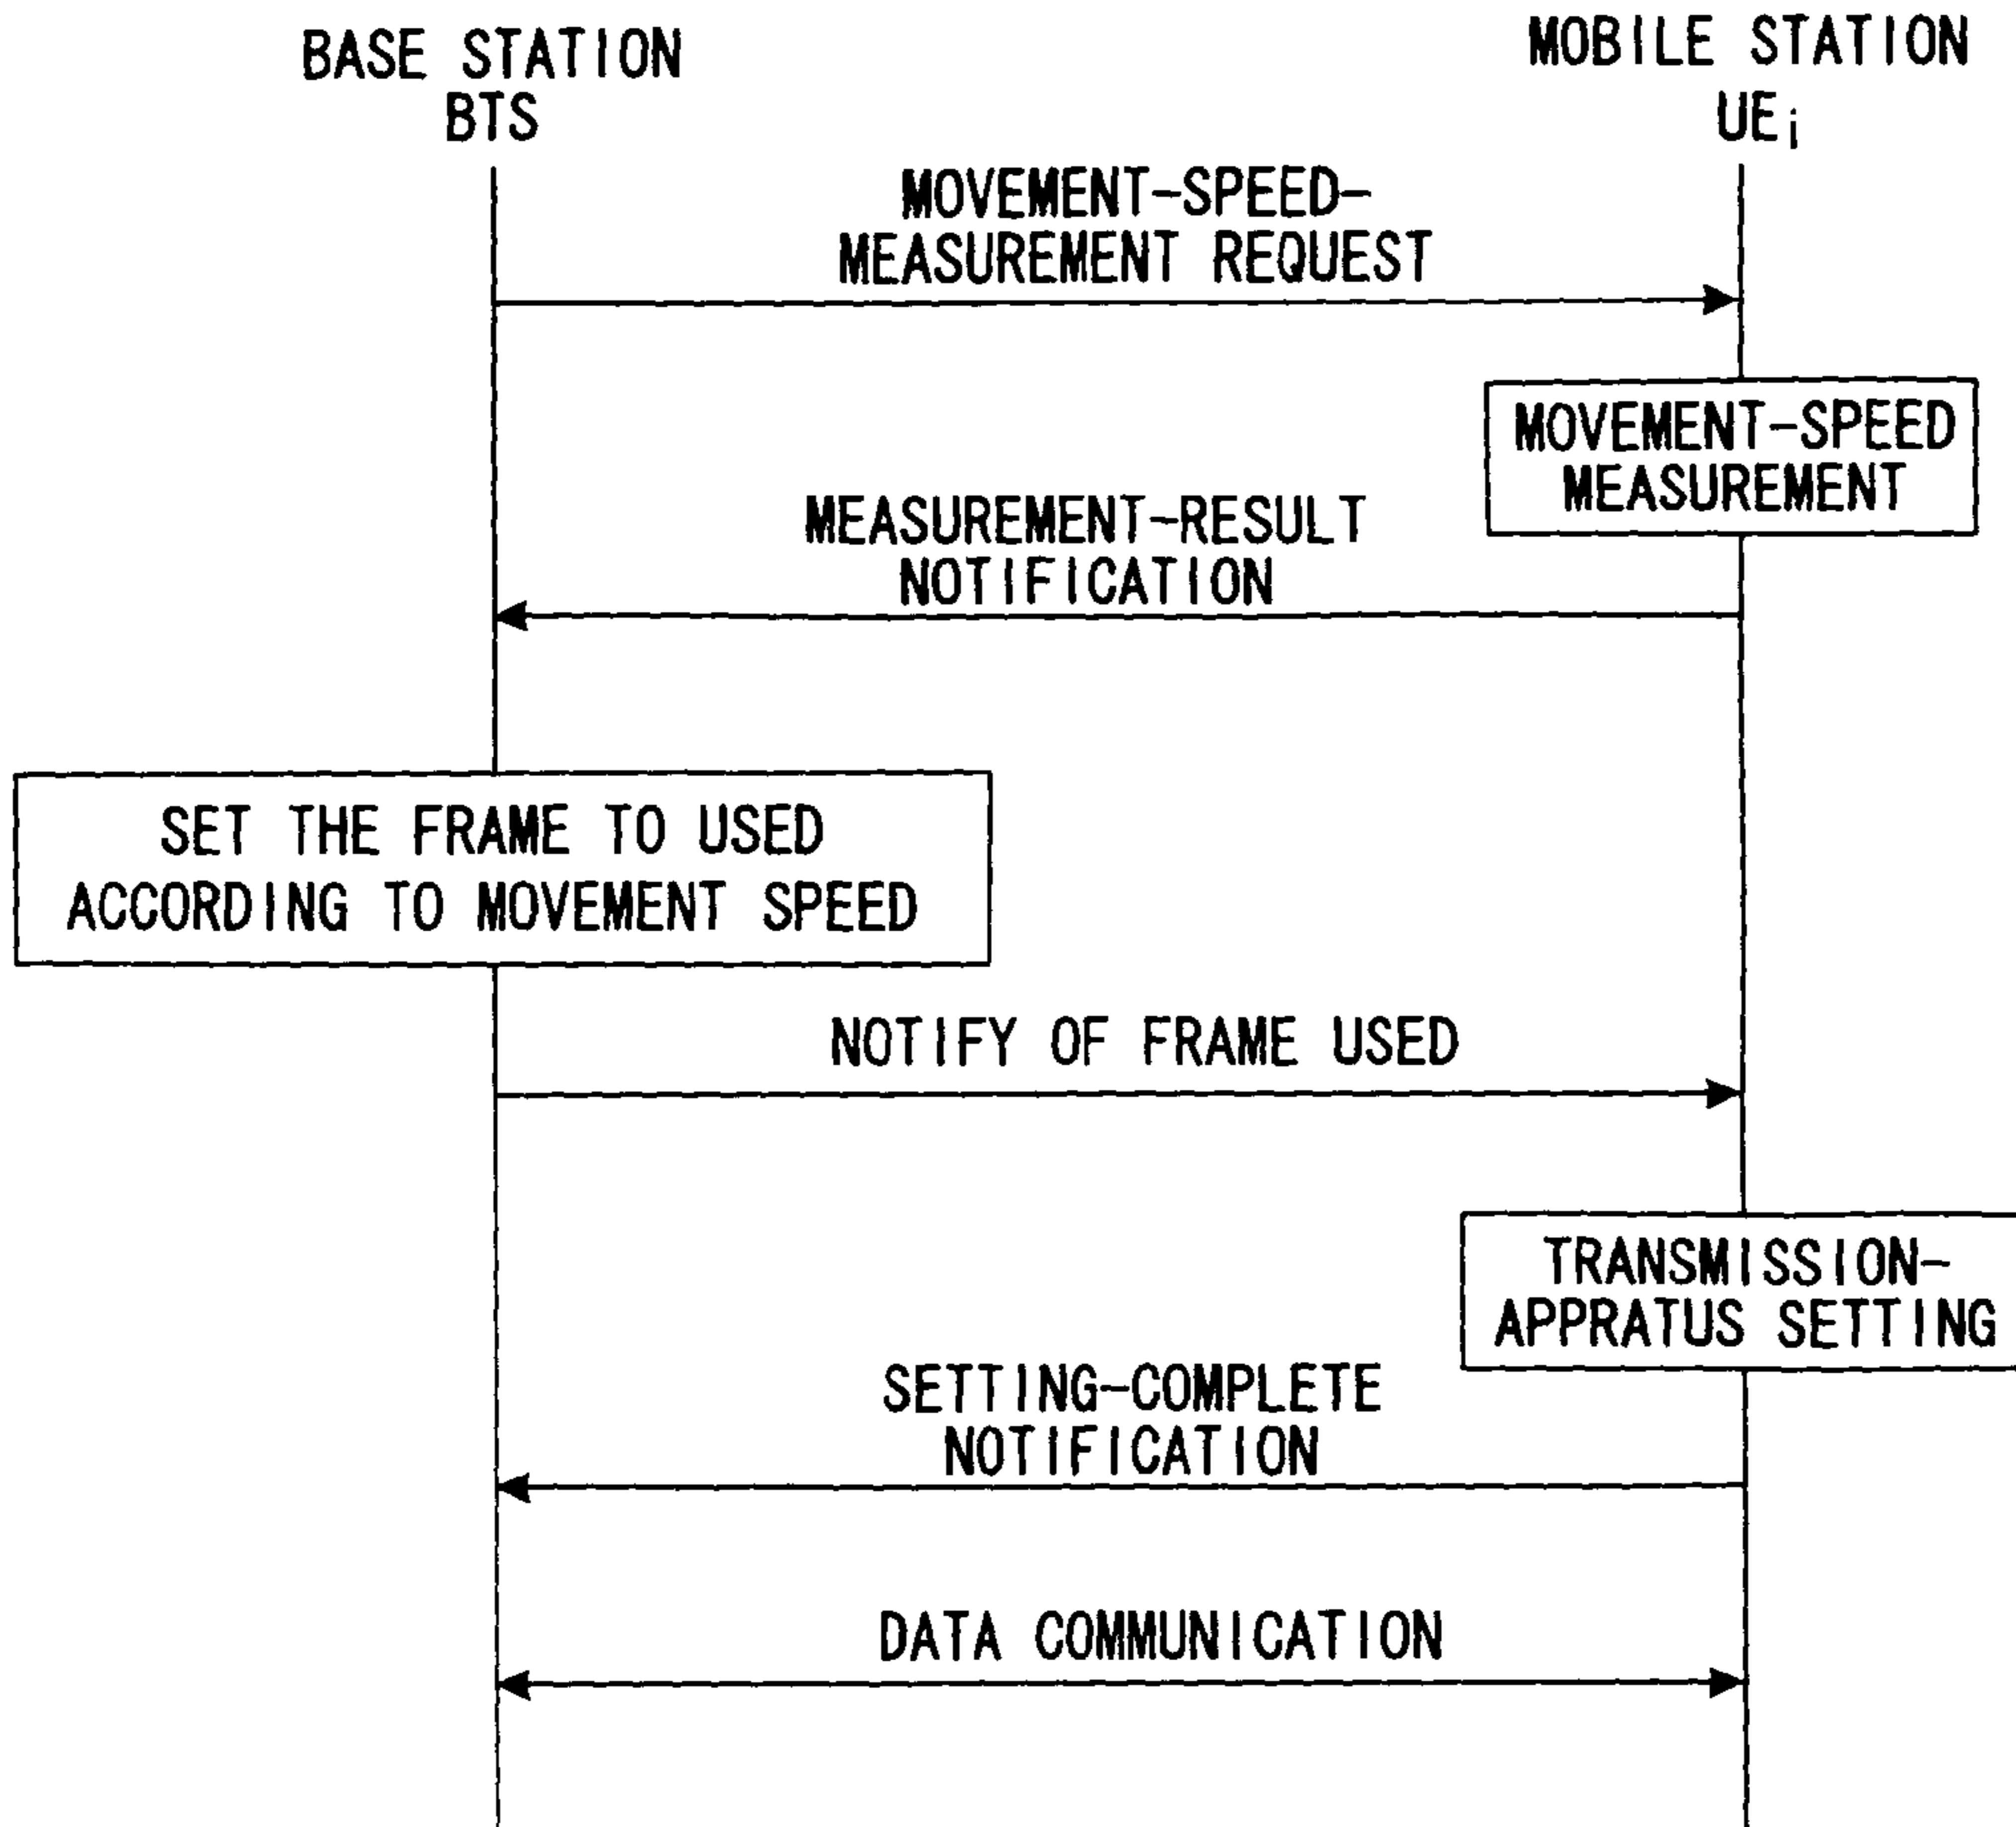 BASE STATION
BTS
MOBILE STATION
UEi
MOVEMENT-SPEED-
MEASUREMENT REQUEST
MOVEMENT-SPEED
MEASUREMENT
MEASUREMENT-RESULT
NOTIFICATION
SET THE FRAME TO USED
ACCORDING TO MOVEMENT SPEED
NOTIFY OF FRAME USED
TRANSMISSION-
APPRATUS SETTING
SETTING-COMPLETE
NOTIFICATION
DATA COMMUNICATION